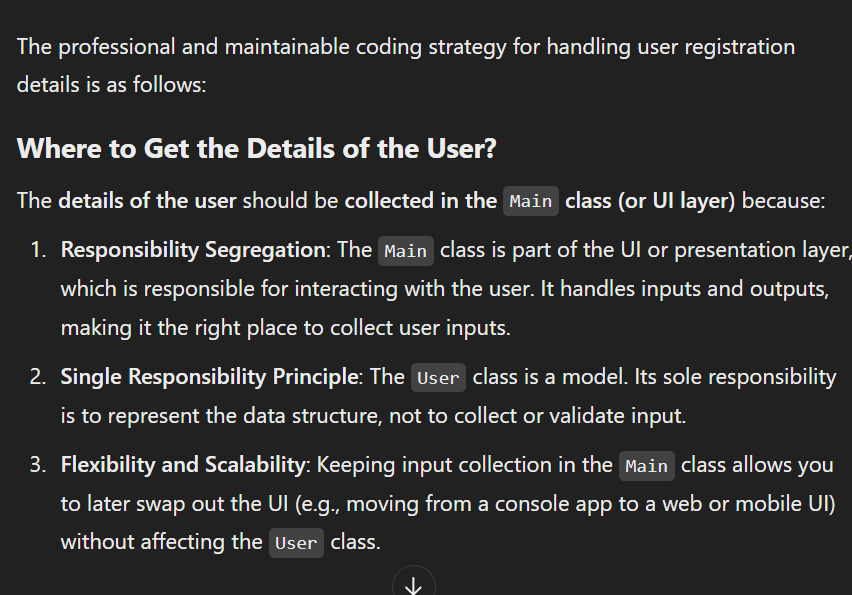 The professional and maintainable coding strategy for handling user registration
details is as follows:
Where to Get the Details of the User?
The details of the user should be collected in the Main class (or UI layer) because:
1. Responsibility Segregation: The Main class is part of the UI or presentation layer,
which is responsible for interacting with the user. It handles inputs and outputs,
making it the right place to collect user inputs.
2. Single Responsibility Principle: The User class is a model. Its sole responsibility
is to represent the data structure, not to collect or validate input.
3. Flexibility and Scalability: Keeping input collection in the Main class allows you
to later swap out the UI (e.g., moving from a console app to a web or mobile UI)
without affecting the User class.